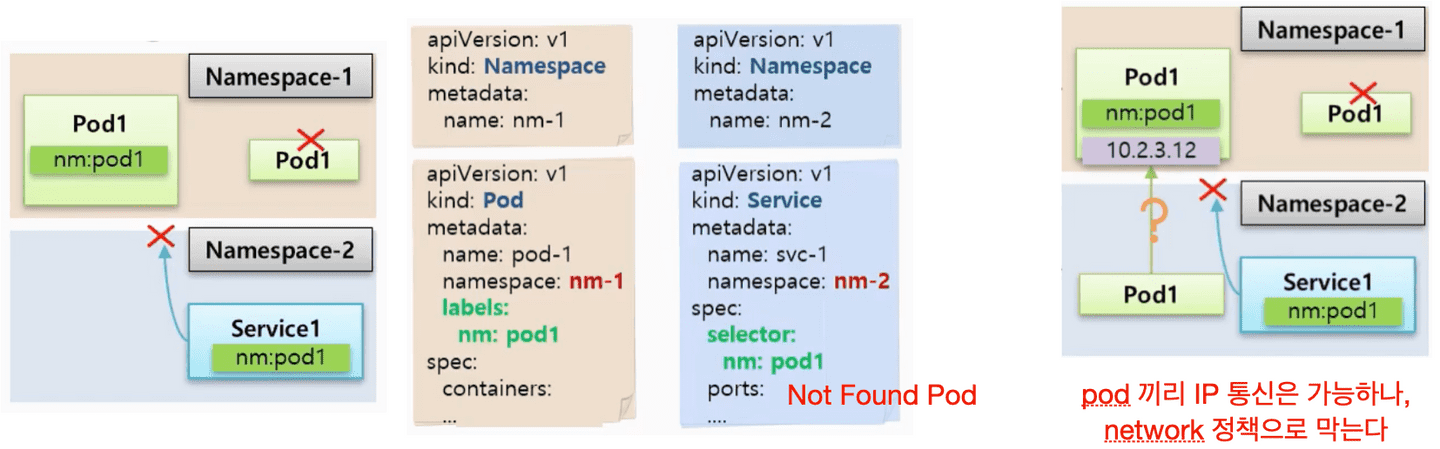 Namespace-1
Pod1
nm:pod1
Pod1
Namespace-2
Service1
nm:pod1
apiVersion: v1
kind: Namespace
metadata:
name: nm-1
apiVersion: v1
kind: Namespace
metadata:
name: nm-2
apiVersion: v1
kind: Pod
metadata:
name: pod-1
namespace: nm-1
labels:
nm: pod1
spec:
containers:
...
apiVersion: v1
kind: Service
metadata:
name: svc-1
namespace: nm-2
spec:
selector:
nm: pod1
ports:
....
Not Found Pod
Namespace-1
Pod1
nm:pod1
10.2.3.12
Pod1
?
Namespace-2
Pod1
Service1
nm:pod1
pod 끼리 IP 통신은 가능하나,
network 정책으로 막는다